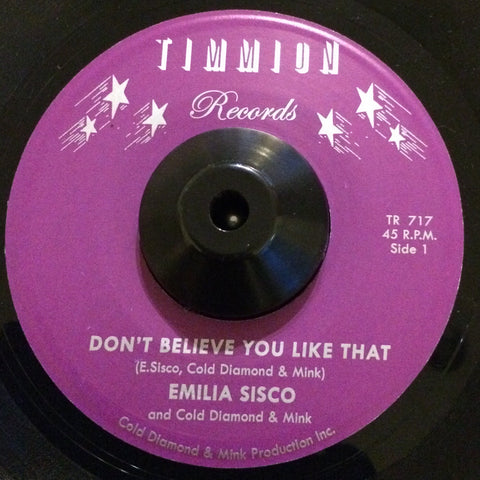 TIMMION
Records
TR 717
45 R.P.M.
Side 1
DON'T BELIEVE YOU LIKE THAT
(E.Sisco, Cold Diamond & Mink)
EMILIA SISCO
and Cold Diamond & Mink
Cold Diamond & Mink Production Inc.